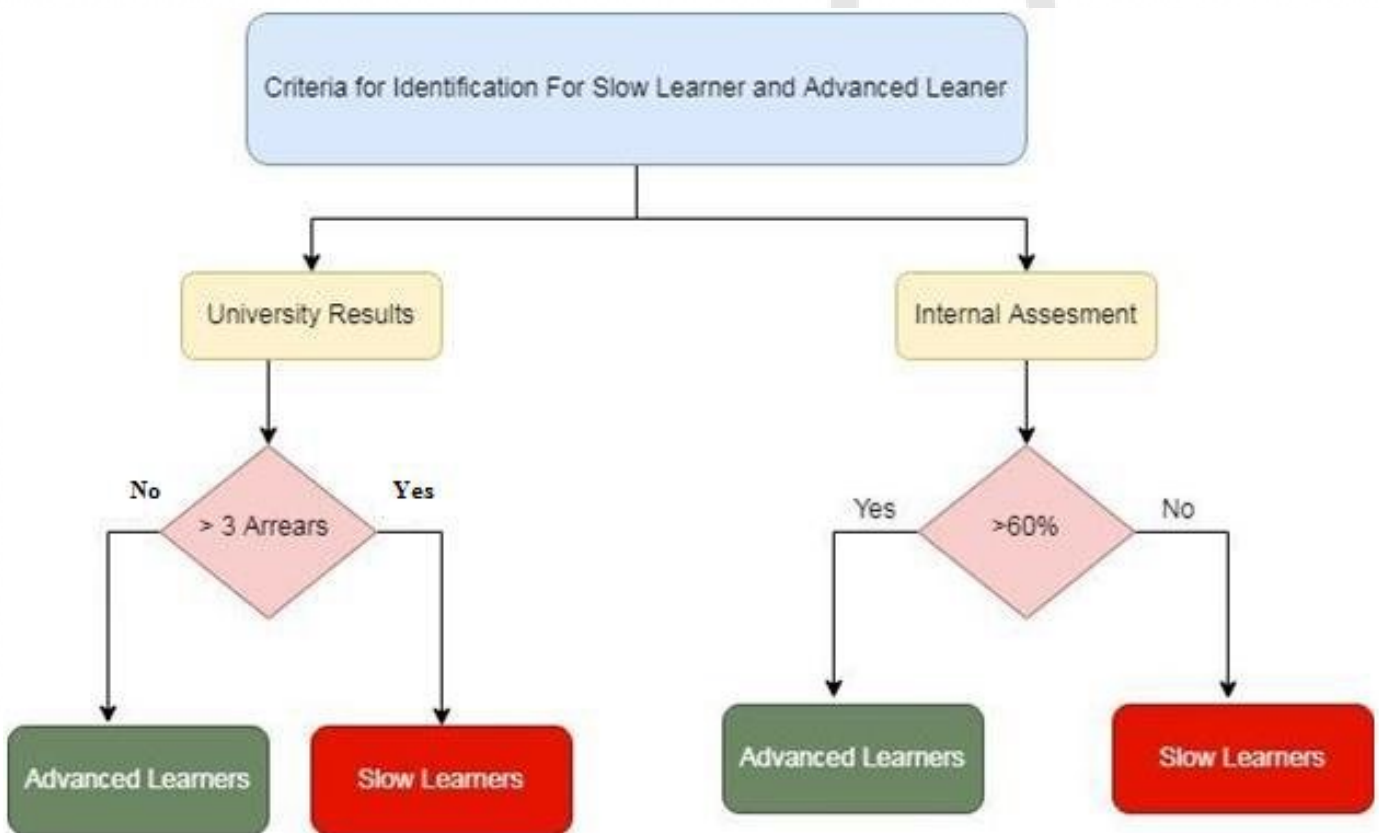 Criteria for Identification For Slow Learner and Advanced Leaner
University Results
Internal Assesment
No
Yes
> 3 Arrears
Yes
>60%
No
Advanced Learners
Slow Learners
Advanced Learners
Slow Learners